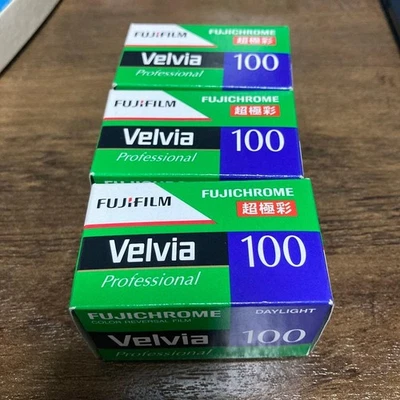 FUJIFILM
FUJICHROME
超極彩
Velvia 100
Professional
FUJIFILM
FUJICHROME
超極彩
Velvia 100
Professional
FUJICHROME
FUJIFILM
FUJICHROME
超極彩
Velvia 100
Professional
FUJICHROME
DAYLIGHT
COLOR REVERSAL FILM
Velvia 100
Professional